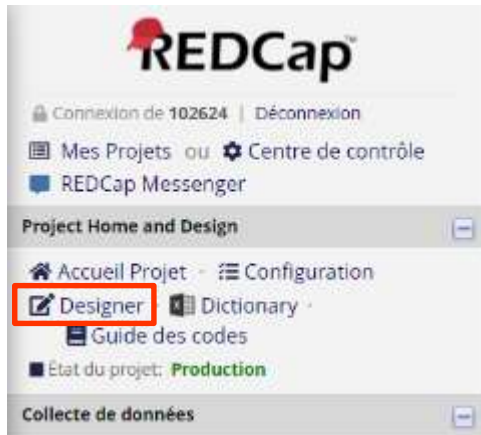 REDCap
Connexion de 102624 | Déconnexion
Mes Projets ou Centre de contrôle
REDCap Messenger
Project Home and Design
Accueil Projet · Configuration
Designer · Dictionary ·
Guide des codes
État du projet: Production
Collecte de données